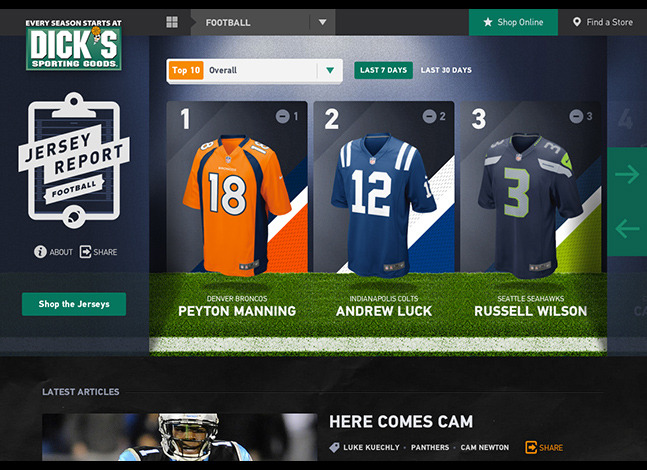 EVERY SEASON STARTS AT
DICK'S
SPORTING GOODS.
FOOTBALL
Shop Online
Find a Store
Top 10 Overall
LAST 7 DAYS
LAST 30 DAYS
JERSEY
REPORT
FOOTBALL
i ABOUT
SHARE
Shop the Jerseys
1
1
BRONCOS
18
18
DENVER BRONCOS
PEYTON MANNING
2
2
12
INDIANAPOLIS COLTS
ANDREW LUCK
3
3
3
SEATTLE SEAHAWKS
RUSSELL WILSON
4
LATEST ARTICLES
HERE COMES CAM
LUKE KUECHLY • PANTHERS • CAM NEWTON
SHARE